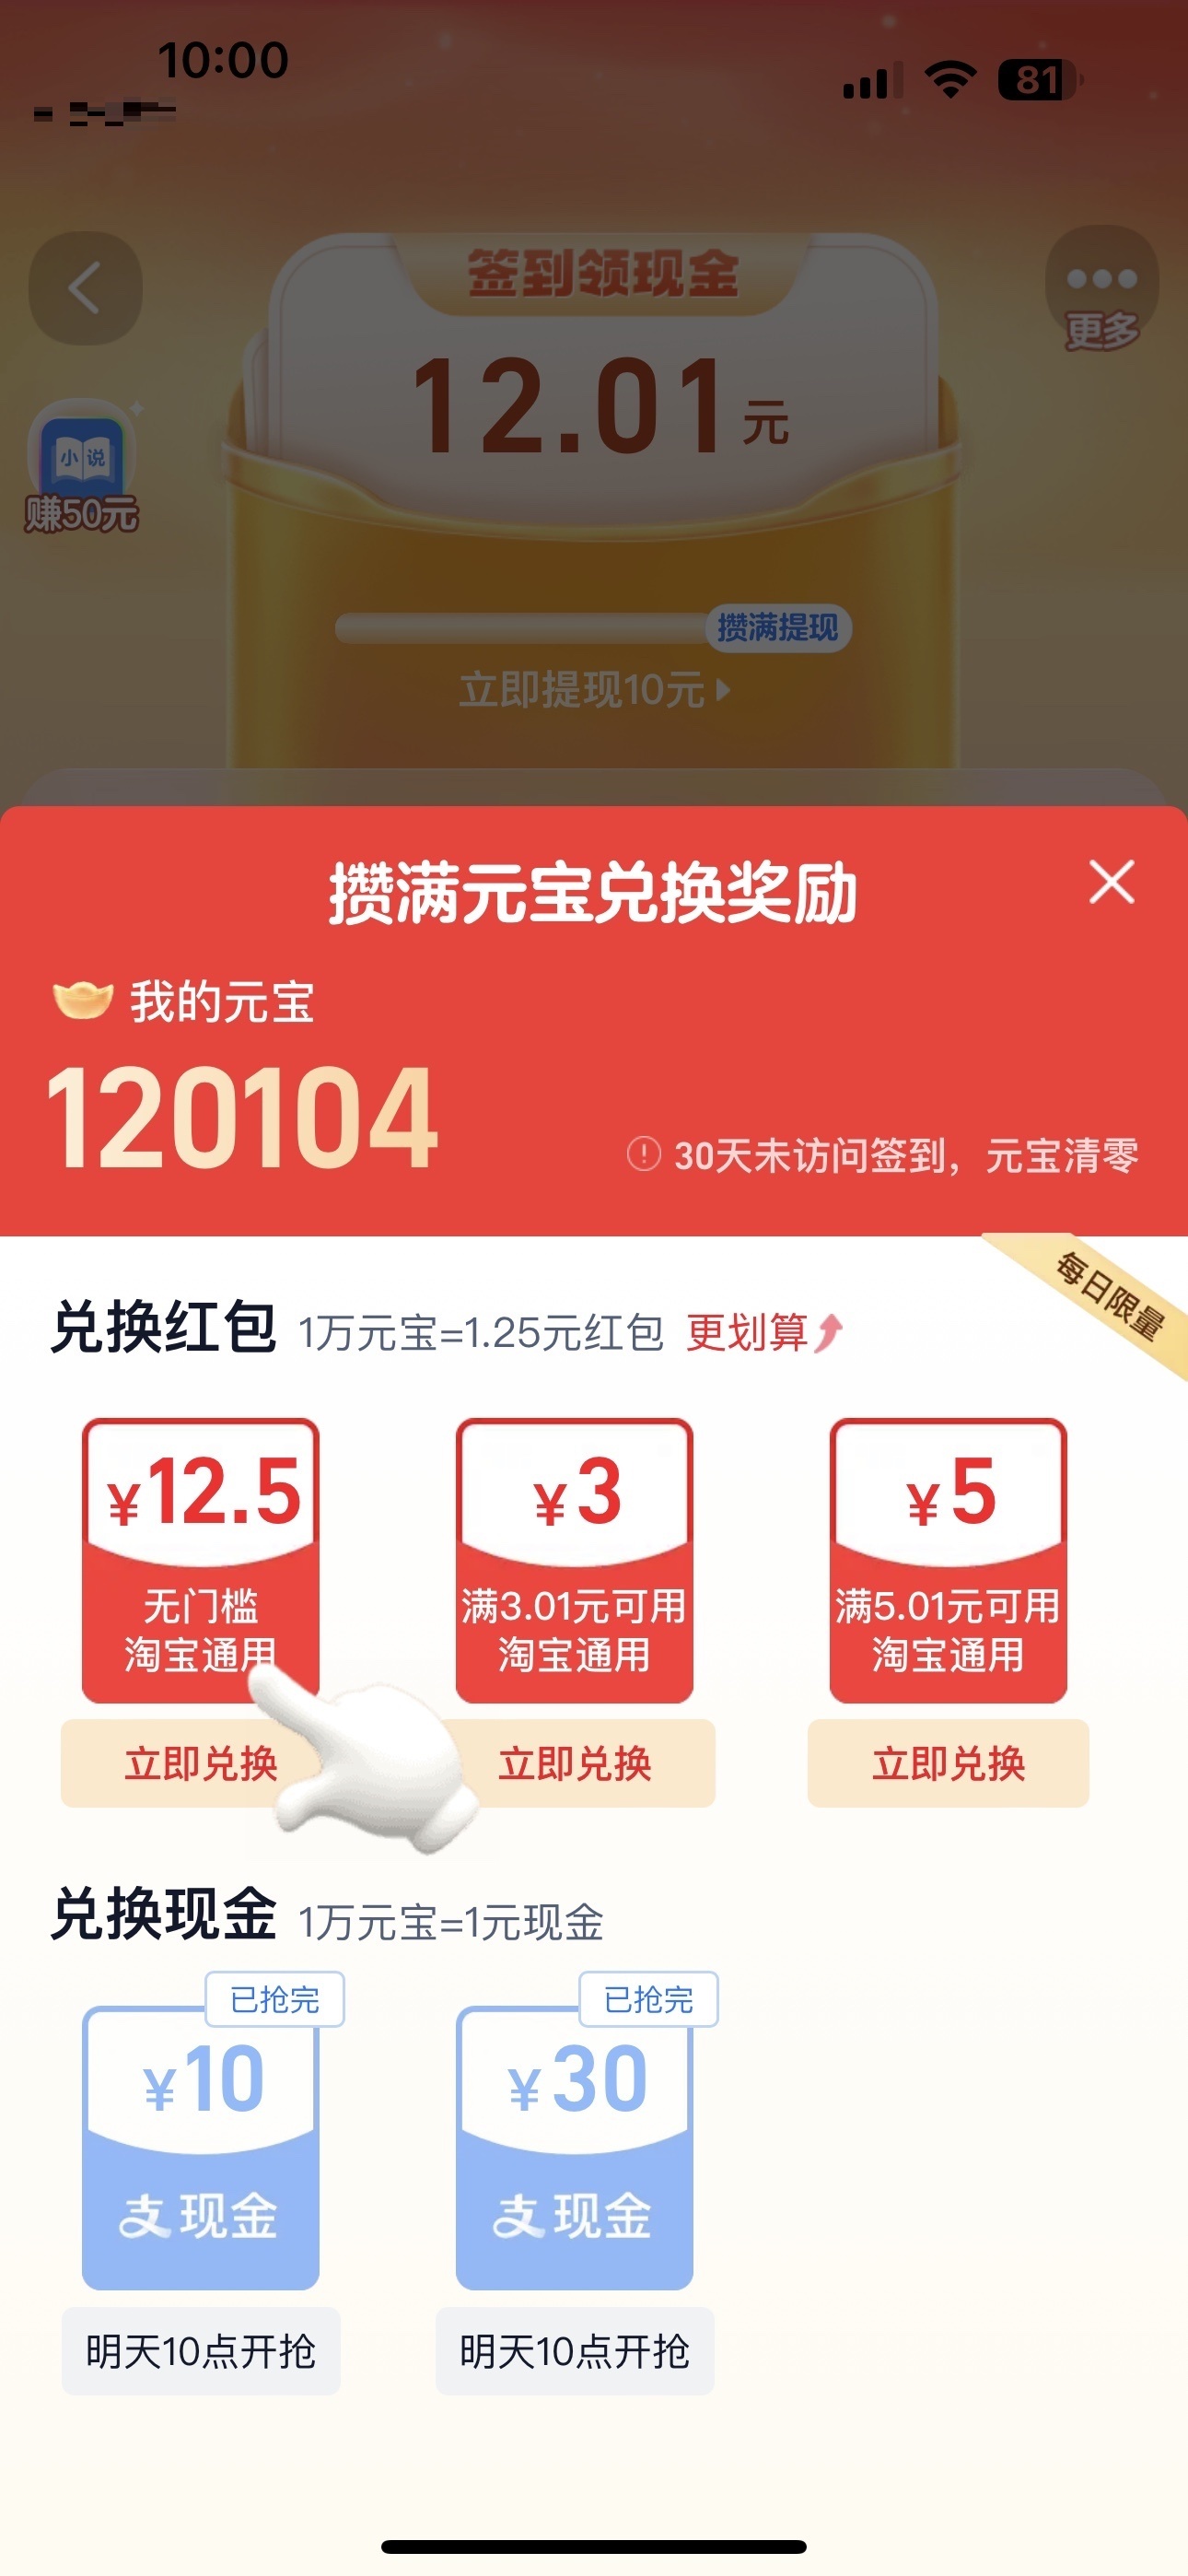 10:00
81
签到领现金
12.01元
更多
小说
赚50元
攒满提现
立即提现10元
攒满元宝兑换奖励
我的元宝
120104
30天未访问签到，元宝清零
每日限量
兑换红包 1万元宝=1.25元红包 更划算
¥12.5
无门槛
淘宝通用
立即兑换
¥3
满3.01元可用
淘宝通用
立即兑换
¥5
满5.01元可用
淘宝通用
立即兑换
兑换现金 1万元宝=1元现金
已抢完
¥10
支现金
明天10点开抢
已抢完
¥30
支现金
明天10点开抢